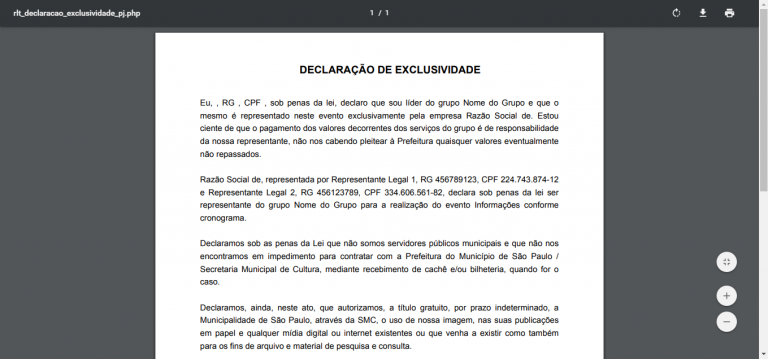 rlt_declaracao_exclusividade_pj.php
1 / 1
DECLARAÇÃO DE EXCLUSIVIDADE
Eu, , RG , CPF , sob penas da lei, declaro que sou líder do grupo Nome do Grupo e que o
mesmo é representado neste evento exclusivamente pela empresa Razão Social de. Estou
ciente de que o pagamento dos valores decorrentes dos serviços do grupo é de responsabilidade
da nossa representante, não nos cabendo pleitear à Prefeitura quaisquer valores eventualmente
não repassados.
Razão Social de, representada por Representante Legal 1, RG 456789123, CPF 224.743.874-12
e Representante Legal 2, RG 456123789, CPF 334.606.561-82, declara sob penas da lei ser
representante do grupo Nome do Grupo para a realização do evento Informações conforme
cronograma.
Declaramos sob as penas da Lei que não somos servidores públicos municipais e que não nos
encontramos em impedimento para contratar com a Prefeitura do Município de São Paulo /
Secretaria Municipal de Cultura, mediante recebimento de cachê e/ou bilheteria, quando for o
caso.
Declaramos, ainda, neste ato, que autorizamos, a título gratuito, por prazo indeterminado, a
Municipalidade de São Paulo, através da SMC, o uso de nossa imagem, nas suas publicações
em papel e qualquer mídia digital ou internet existentes ou que venha a existir como também
para os fins de arquivo e material de pesquisa e consulta.